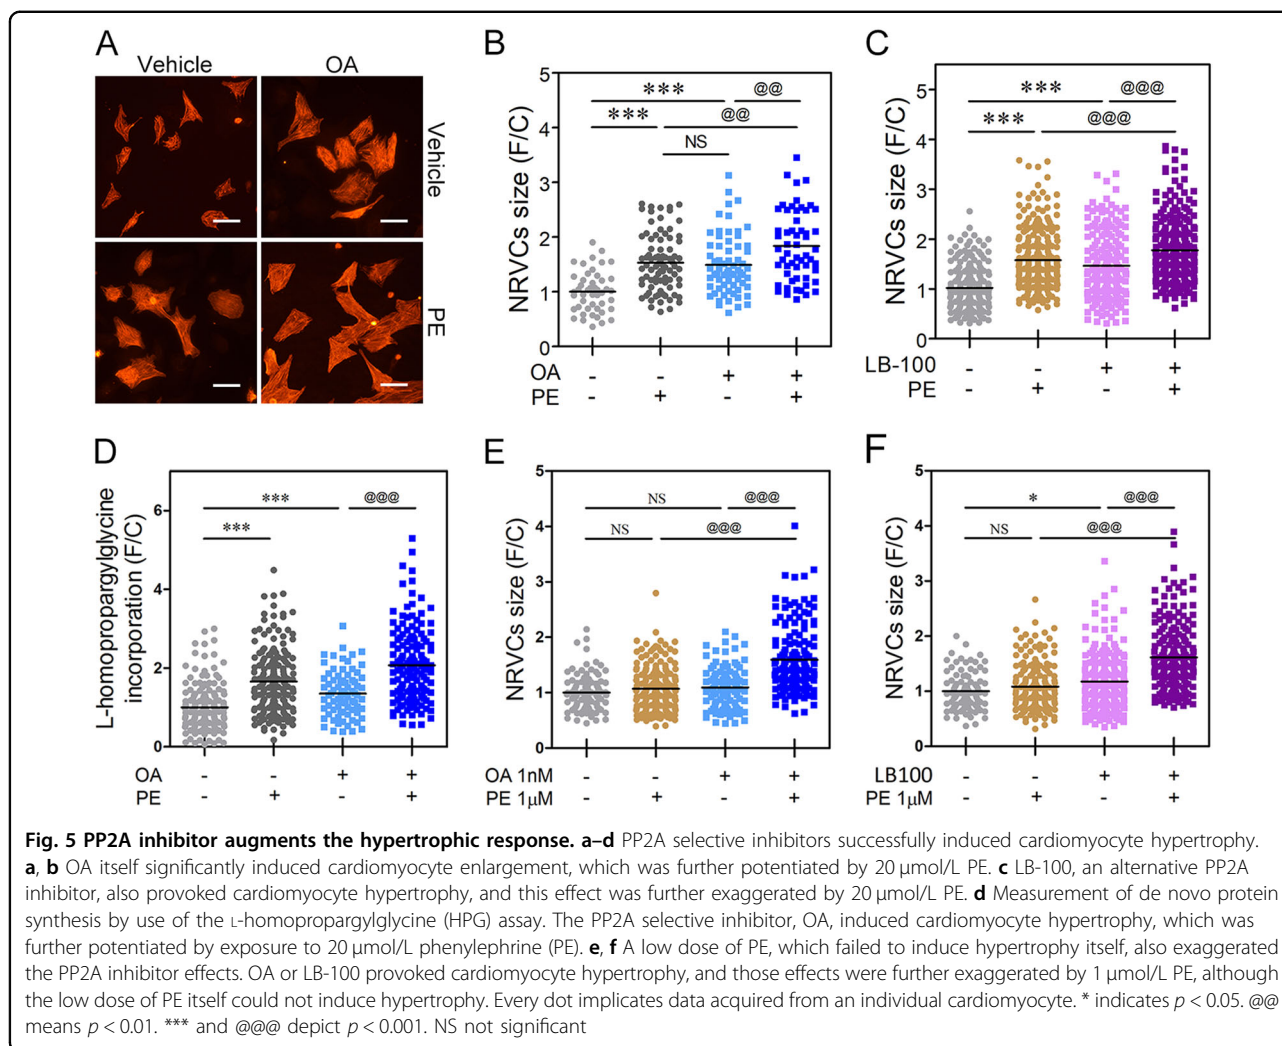 A
Vehicle OA
Vehicle
PE
B
NRVCs size (F/C)
5
4
3
2
1
0
*** @@
*** @@
NS
OA - - + +
PE - + - +
C
NRVCs size (F/C)
5
4
3
2
1
0
*** @@@
*** @@@
LB-100 - - + +
PE - + - +
D
L-homopropargylglycine
incorporation (F/C)
6
4
2
0
*** @@@
***
OA - - + +
PE - + - +
E
NRVCs size (F/C)
5
4
3
2
1
0
NS @@@
NS @@@
OA 1nM - - + +
PE 1μM - + - +
F
NRVCs size (F/C)
5
4
3
2
1
0
* @@@
NS @@@
LB100 - - + +
PE 1μM - + - +
Fig. 5 PP2A inhibitor augments the hypertrophic response. a–d PP2A selective inhibitors successfully induced cardiomyocyte hypertrophy.
a, b OA itself significantly induced cardiomyocyte enlargement, which was further potentiated by 20 μmol/L PE. c LB-100, an alternative PP2A
inhibitor, also provoked cardiomyocyte hypertrophy, and this effect was further exaggerated by 20 μmol/L PE. d Measurement of de novo protein
synthesis by use of the L-homopropargylglycine (HPG) assay. The PP2A selective inhibitor, OA, induced cardiomyocyte hypertrophy, which was
further potentiated by exposure to 20 μmol/L phenylephrine (PE). e, f A low dose of PE, which failed to induce hypertrophy itself, also exaggerated
the PP2A inhibitor effects. OA or LB-100 provoked cardiomyocyte hypertrophy, and those effects were further exaggerated by 1 μmol/L PE, although
the low dose of PE itself could not induce hypertrophy. Every dot implicates data acquired from an individual cardiomyocyte. * indicates p < 0.05. @@
means p < 0.01. *** and @@@ depict p < 0.001. NS not significant